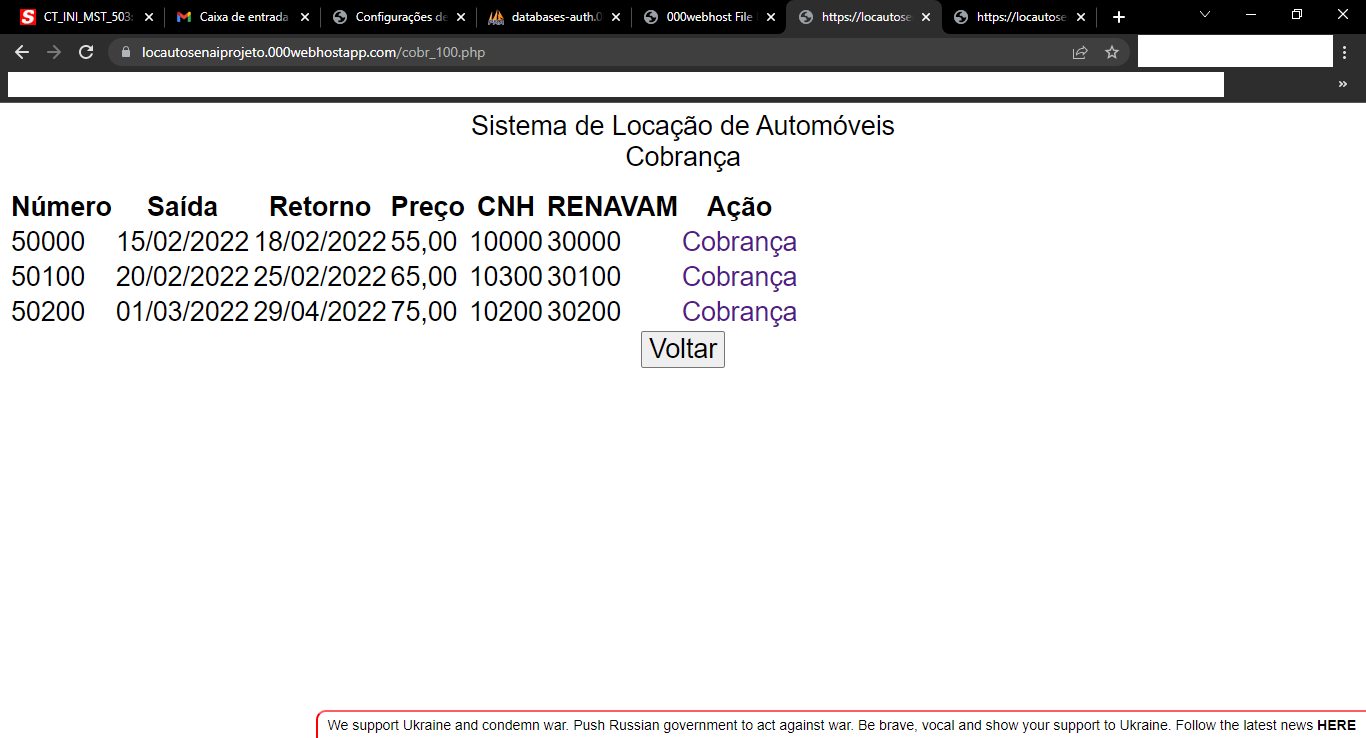 CT_INI_MST_503
Caixa de entrada
Configurações de
databases-auth.0
000webhost File
https://locautose
https://locautose
locautosenaiprojeto.000webhostapp.com/cobr_100.php
Sistema de Locação de Automóveis
Cobrança
Número Saída Retorno Preço CNH RENAVAM Ação
50000 15/02/2022 18/02/2022 55,00 10000 30000 Cobrança
50100 20/02/2022 25/02/2022 65,00 10300 30100 Cobrança
50200 01/03/2022 29/04/2022 75,00 10200 30200 Cobrança
Voltar
We support Ukraine and condemn war. Push Russian government to act against war. Be brave, vocal and show your support to Ukraine. Follow the latest news HERE